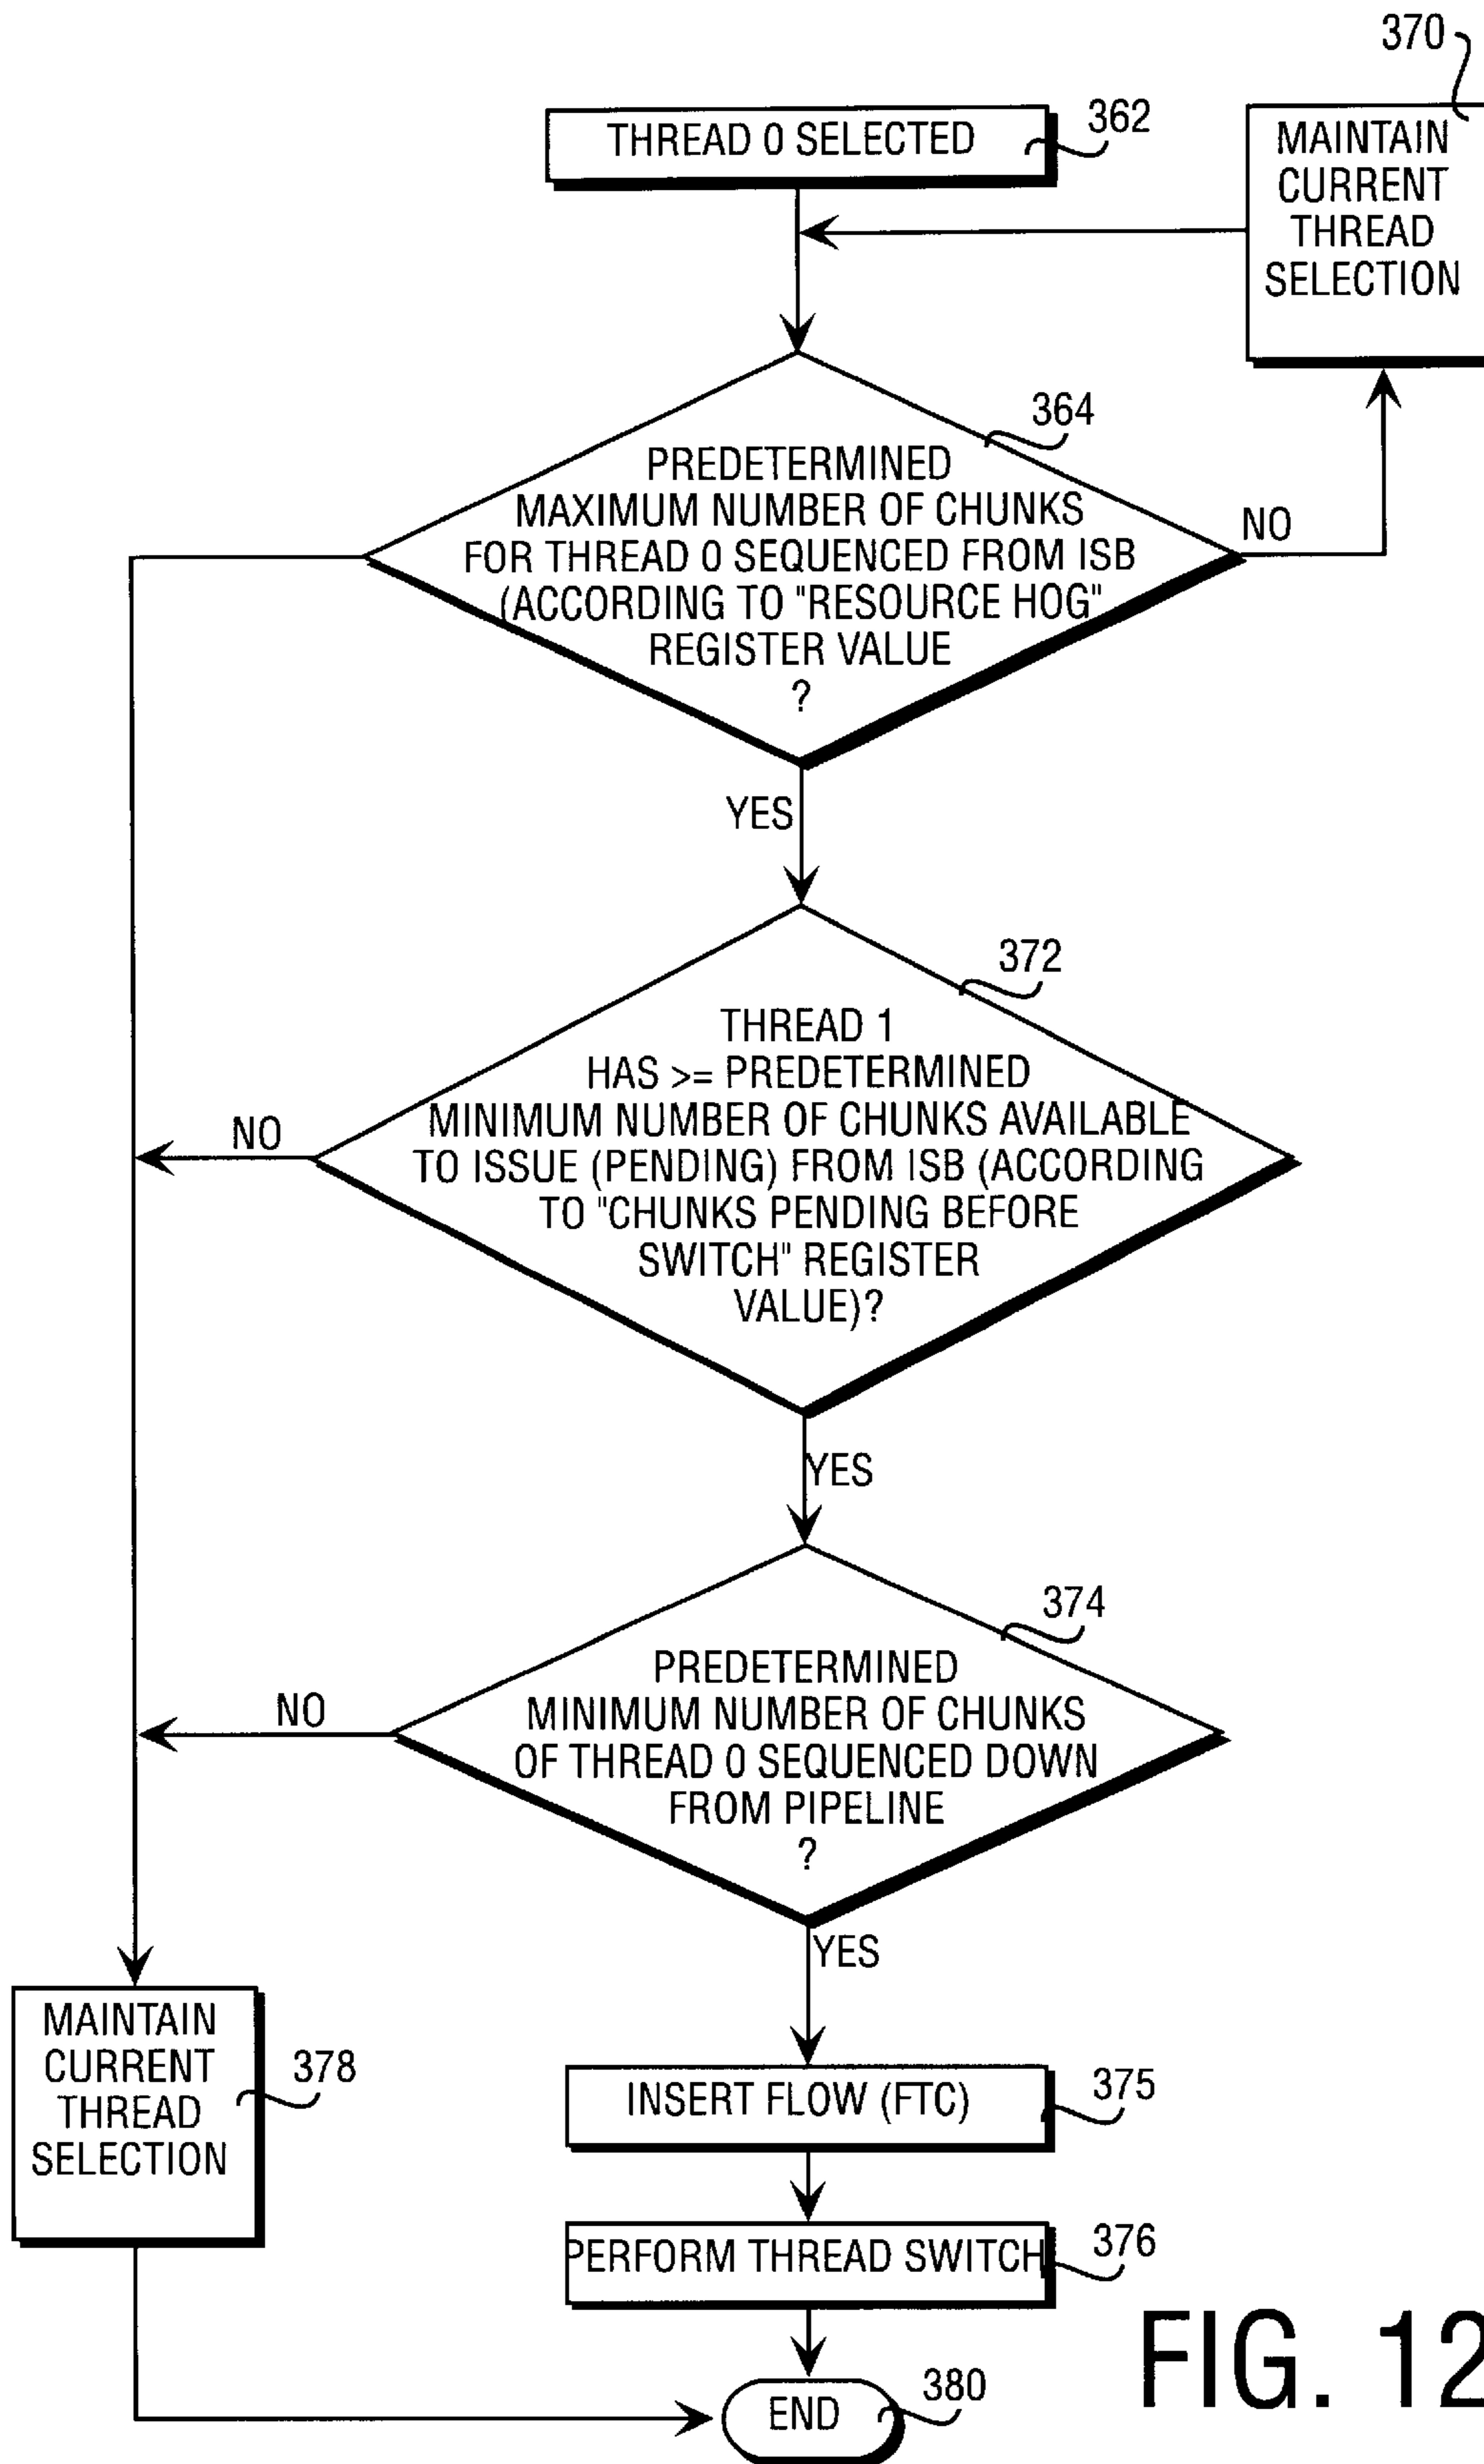 370
THREAD 0 SELECTED
362
MAINTAIN
CURRENT
THREAD
SELECTION
364
PREDETERMINED
MAXIMUM NUMBER OF CHUNKS
FOR THREAD 0 SEQUENCED FROM ISB
(ACCORDING TO "RESOURCE HOG"
REGISTER VALUE
?
NO
YES
372
THREAD 1
HAS >= PREDETERMINED
MINIMUM NUMBER OF CHUNKS AVAILABLE
TO ISSUE (PENDING) FROM ISB (ACCORDING
TO "CHUNKS PENDING BEFORE
SWITCH" REGISTER
VALUE)?
NO
YES
374
PREDETERMINED
MINIMUM NUMBER OF CHUNKS
OF THREAD 0 SEQUENCED DOWN
FROM PIPELINE
?
NO
YES
MAINTAIN
CURRENT
THREAD
SELECTION
378
INSERT FLOW (FTC)
375
PERFORM THREAD SWITCH
376
END
380
FIG. 12